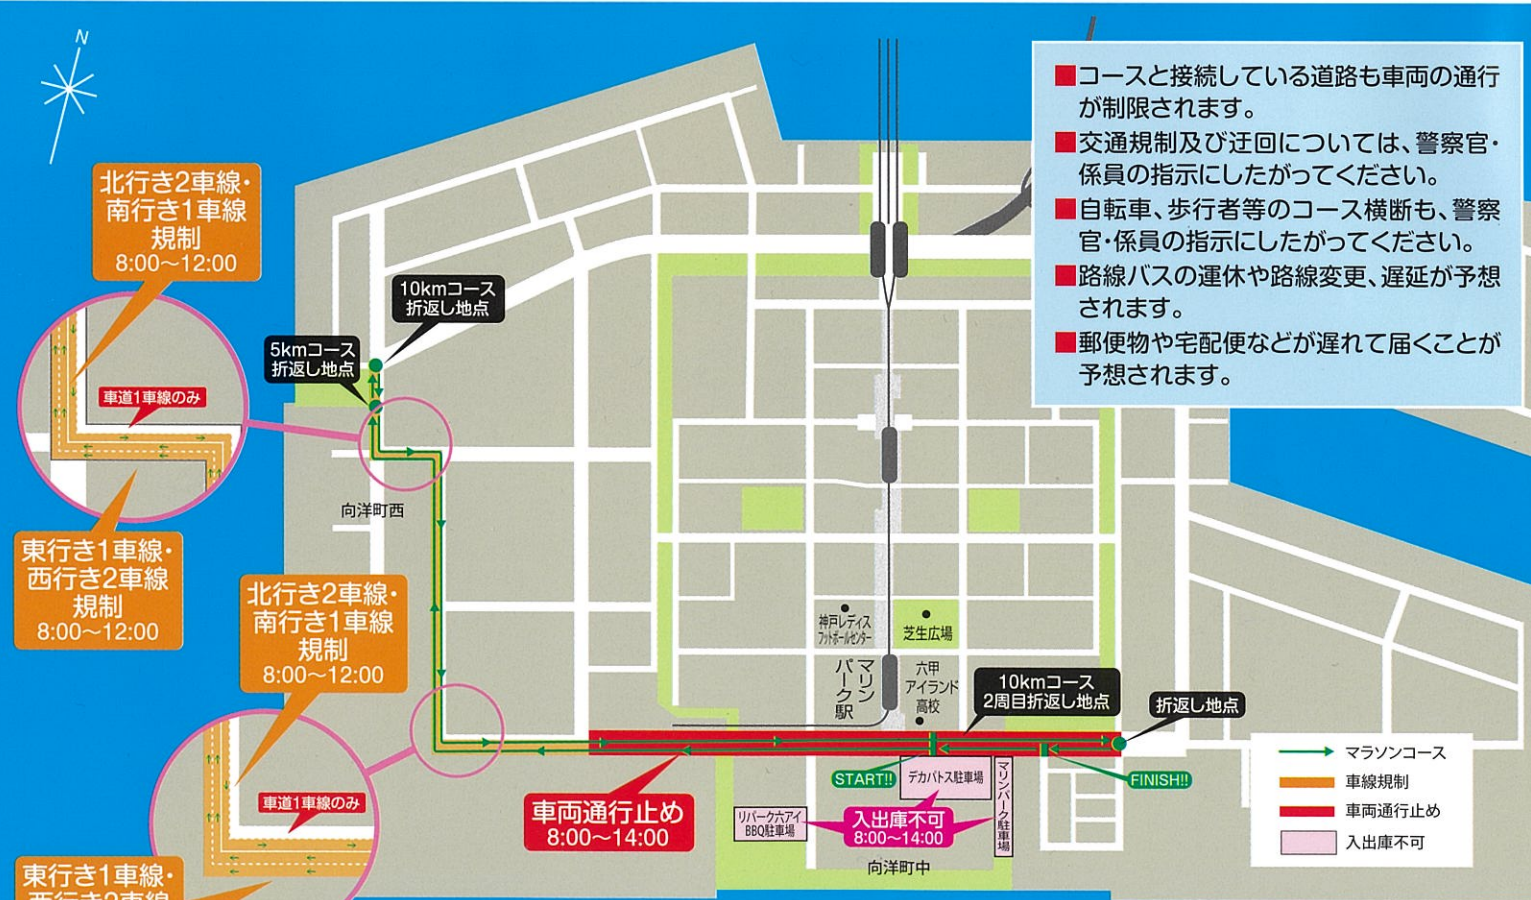 N
■コースと接続している道路も車両の通行
が制限されます。
■交通規制及び迂回については、警察官・
係員の指示にしたがってください。
■自転車、歩行者等のコース横断も、警察
官・係員の指示にしたがってください。
■路線バスの運休や路線変更、遅延が予想
されます。
■郵便物や宅配便などが遅れて届くことが
予想されます。
北行き2車線・
南行き1車線
規制
8:00〜12:00
10kmコース
折返し地点
5kmコース
折返し地点
車道1車線のみ
向洋町西
東行き1車線・
西行き2車線
規制
8:00〜12:00
北行き2車線・
南行き1車線
規制
8:00〜12:00
車道1車線のみ
東行き1車線・
西行き2車線
神戸レディス
フットボールセンター
芝生広場
マリン
パーク駅
六甲
アイランド
高校
10kmコース
2周目折返し地点
折返し地点
START!!
デカパトス駐車場
マリンパーク駐車場
FINISH!!
車両通行止め
8:00〜14:00
リバーク六アイ
BBQ駐車場
入出庫不可
8:00〜14:00
向洋町中
マラソンコース
車線規制
車両通行止め
入出庫不可